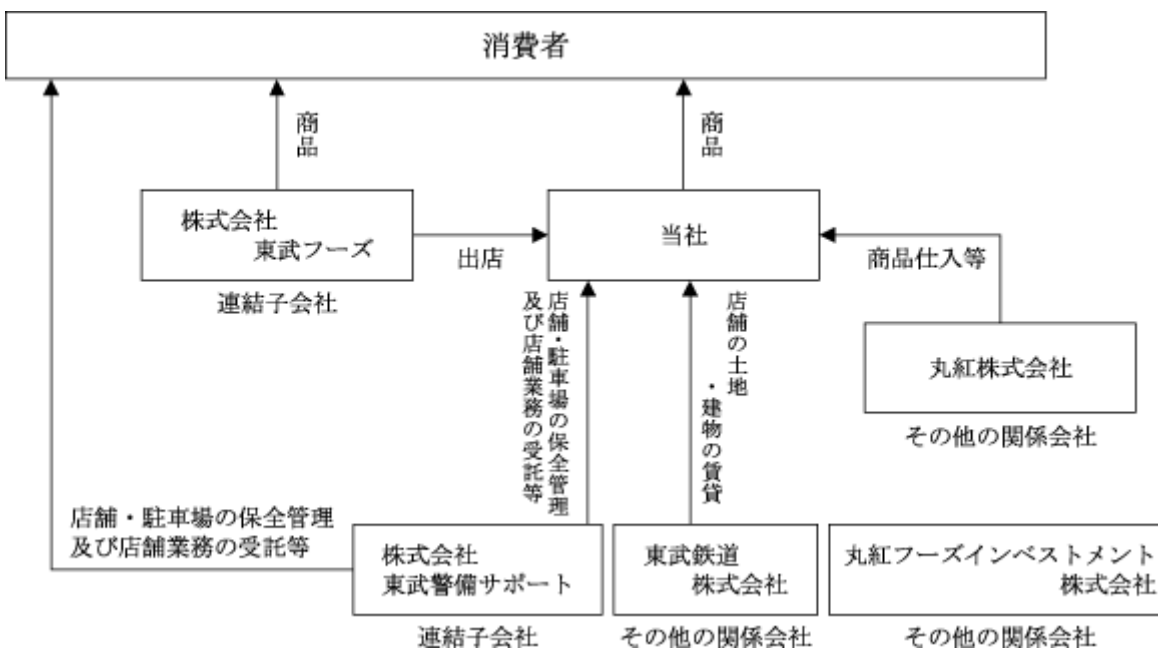 消費者
商品
商品
株式会社
東武フーズ
連結子会社
出店
当社
商品仕入等
丸紅株式会社
その他の関係会社
店舗・駐車場の保全管理
及び店舗業務の受託等
店舗の土地
・建物の賃貸
店舗・駐車場の保全管理
及び店舗業務の受託等
株式会社
東武警備サポート
連結子会社
東武鉄道
株式会社
その他の関係会社
丸紅フーズインベストメント
株式会社
その他の関係会社